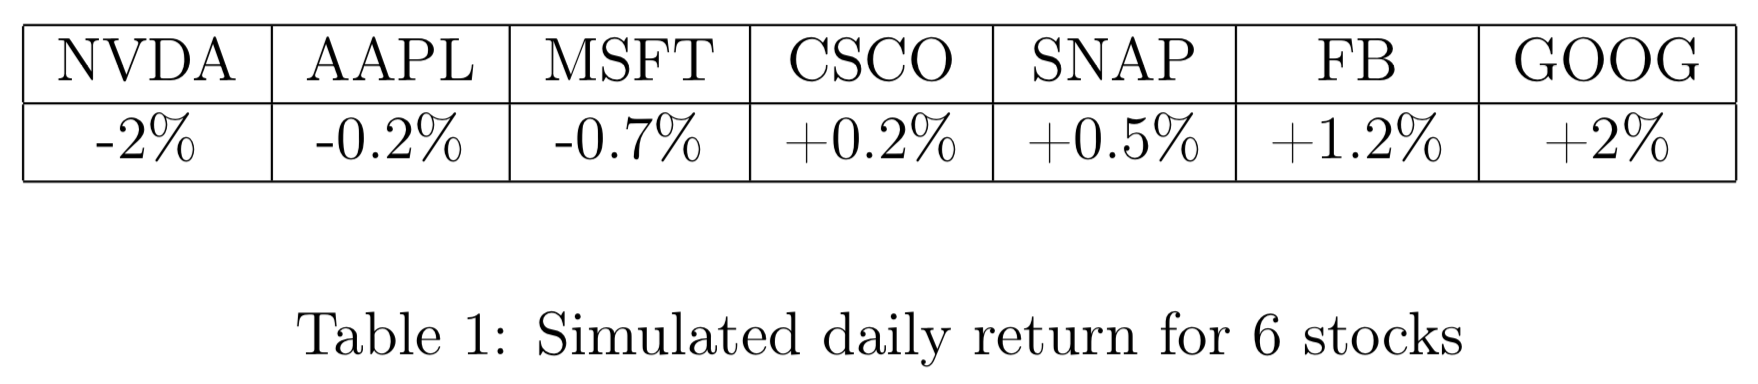 NVDA AAPL MSFT CSCO SNAP FB GOOG
-2% -0.2% -0.7% +0.2% +0.5% +1.2% +2%
Table 1: Simulated daily return for 6 stocks